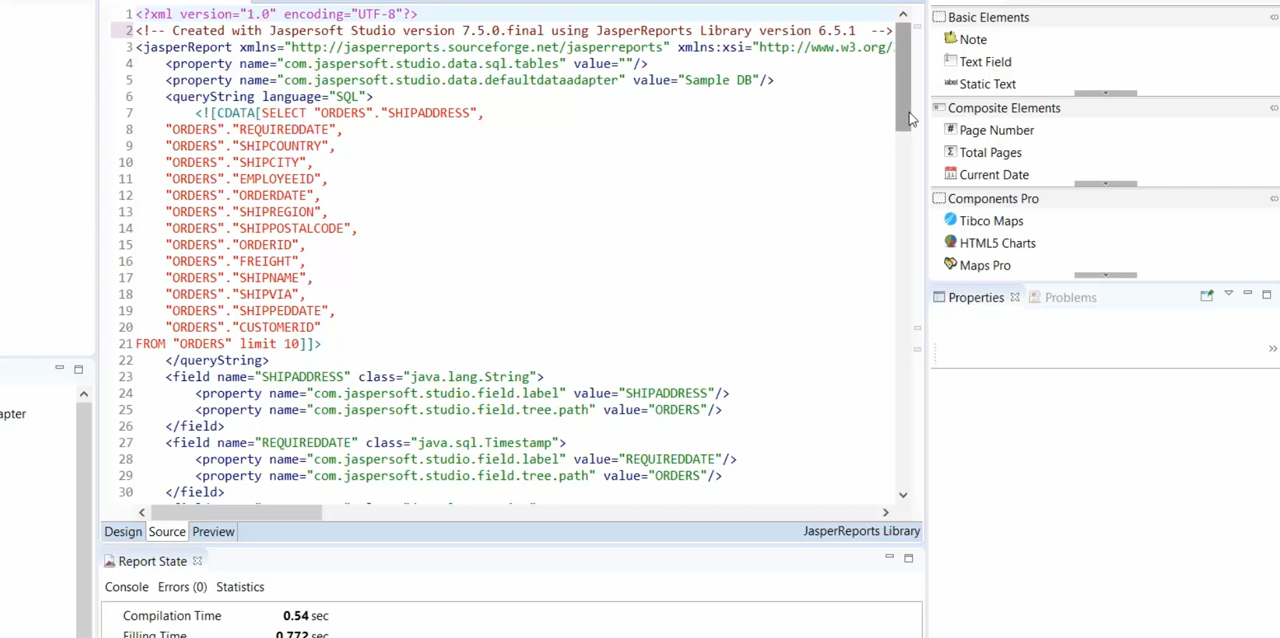 1 <?xml version="1.0" encoding="UTF-8"?>
2 <!-- Created with Jaspersoft Studio version 7.5.0.final using JasperReports Library version 6.5.1  -->
3 <jasperReport xmlns="http://jasperreports.sourceforge.net/jasperreports" xmlns:xsi="http://www.w3.org/
4 <property name="com.jaspersoft.studio.data.sql.tables" value=""/>
5 <property name="com.jaspersoft.studio.data.defaultdataadapter" value="Sample DB"/>
6 <queryString language="SQL">
7 <![CDATA[SELECT "ORDERS"."SHIPADDRESS",
8 "ORDERS"."REQUIREDDATE",
9 "ORDERS"."SHIPCOUNTRY",
10 "ORDERS"."SHIPCITY",
11 "ORDERS"."EMPLOYEEID",
12 "ORDERS"."ORDERDATE",
13 "ORDERS"."SHIPREGION",
14 "ORDERS"."SHIPPOSTALCODE",
15 "ORDERS"."ORDERID",
16 "ORDERS"."FREIGHT",
17 "ORDERS"."SHIPNAME",
18 "ORDERS"."SHIPVIA",
19 "ORDERS"."SHIPPEDDATE",
20 "ORDERS"."CUSTOMERID"
21 FROM "ORDERS" limit 10]]>
22 </queryString>
23 <field name="SHIPADDRESS" class="java.lang.String">
24 <property name="com.jaspersoft.studio.field.label" value="SHIPADDRESS"/>
25 <property name="com.jaspersoft.studio.field.tree.path" value="ORDERS"/>
26 </field>
27 <field name="REQUIREDDATE" class="java.sql.Timestamp">
28 <property name="com.jaspersoft.studio.field.label" value="REQUIREDDATE"/>
29 <property name="com.jaspersoft.studio.field.tree.path" value="ORDERS"/>
30 </field>
apter
Design Source Preview JasperReports Library
Report State
Console Errors (0) Statistics
Compilation Time 0.54 sec
Filling Time 0.772 sec
Basic Elements
Note
Text Field
Static Text
Composite Elements
Page Number
Total Pages
Current Date
Components Pro
Tibco Maps
HTML5 Charts
Maps Pro
Properties Problems